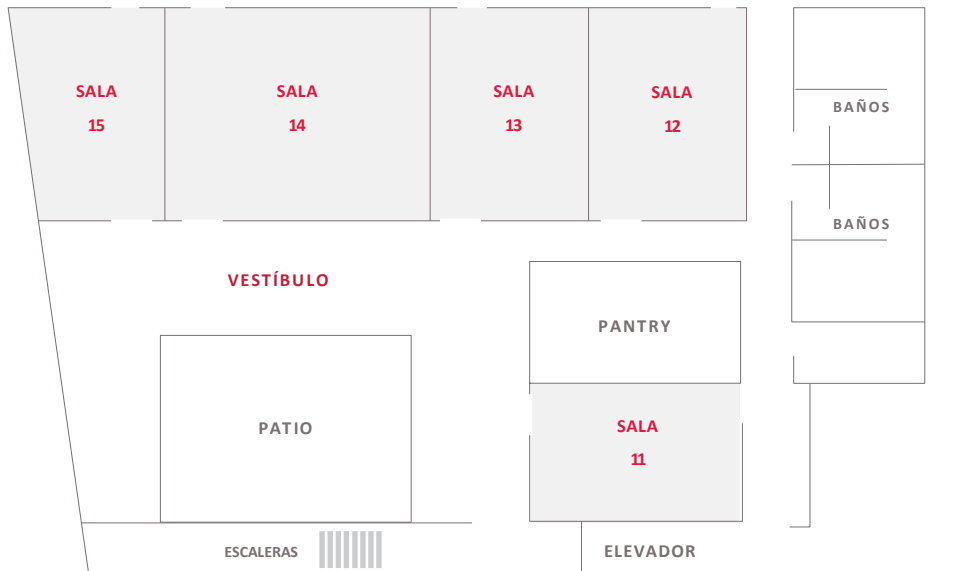 SALA
15
SALA
14
SALA
13
SALA
12
BAÑOS
BAÑOS
VESTÍBULO
PANTRY
PATIO
SALA
11
ESCALERAS
ELEVADOR